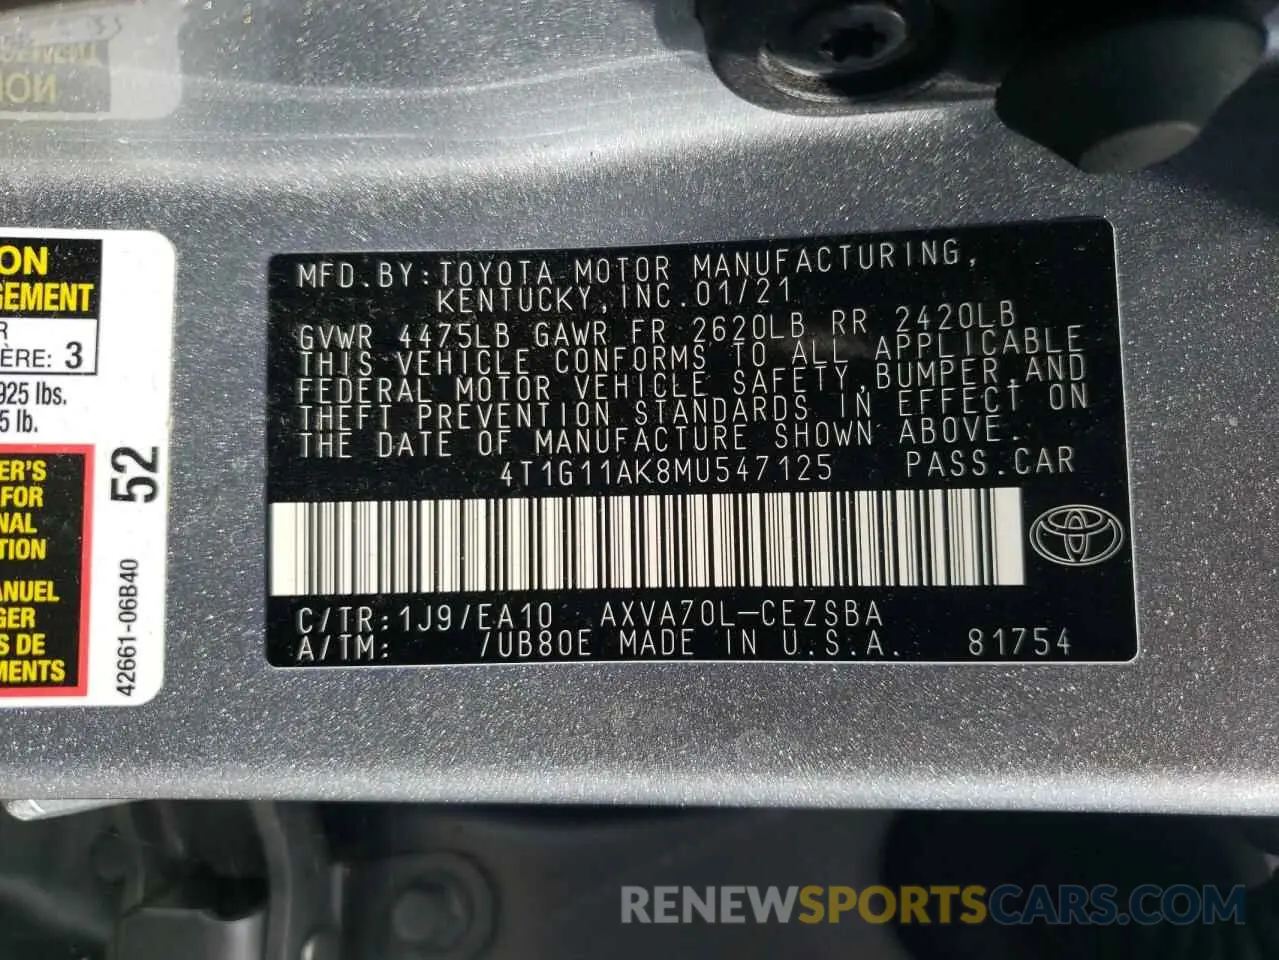 ON
GEMENT
R
ÈRE: 3
925 lbs.
5 lb.
ER'S
FOR
NAL
TION
ANUEL
GER
S DE
MENTS
52
42661-06B40
MFD.BY:TOYOTA MOTOR MANUFACTURING,
KENTUCKY,INC.01/21
GVWR 4475LB GAWR FR 2620LB RR 2420LB
THIS VEHICLE CONFORMS TO ALL APPLICABLE
FEDERAL MOTOR VEHICLE SAFETY,BUMPER,AND
THEFT PREVENTION STANDARDS IN EFFECT ON
THE DATE OF MANUFACTURE SHOWN ABOVE.
4T1G11AK8MU547125 PASS.CAR
C/TR:1J9/EA10 AXVA70L-CEZSBA
A/TM: /UB80E MADE IN U.S.A. 81754
RENEWSPORTSCARS.COM